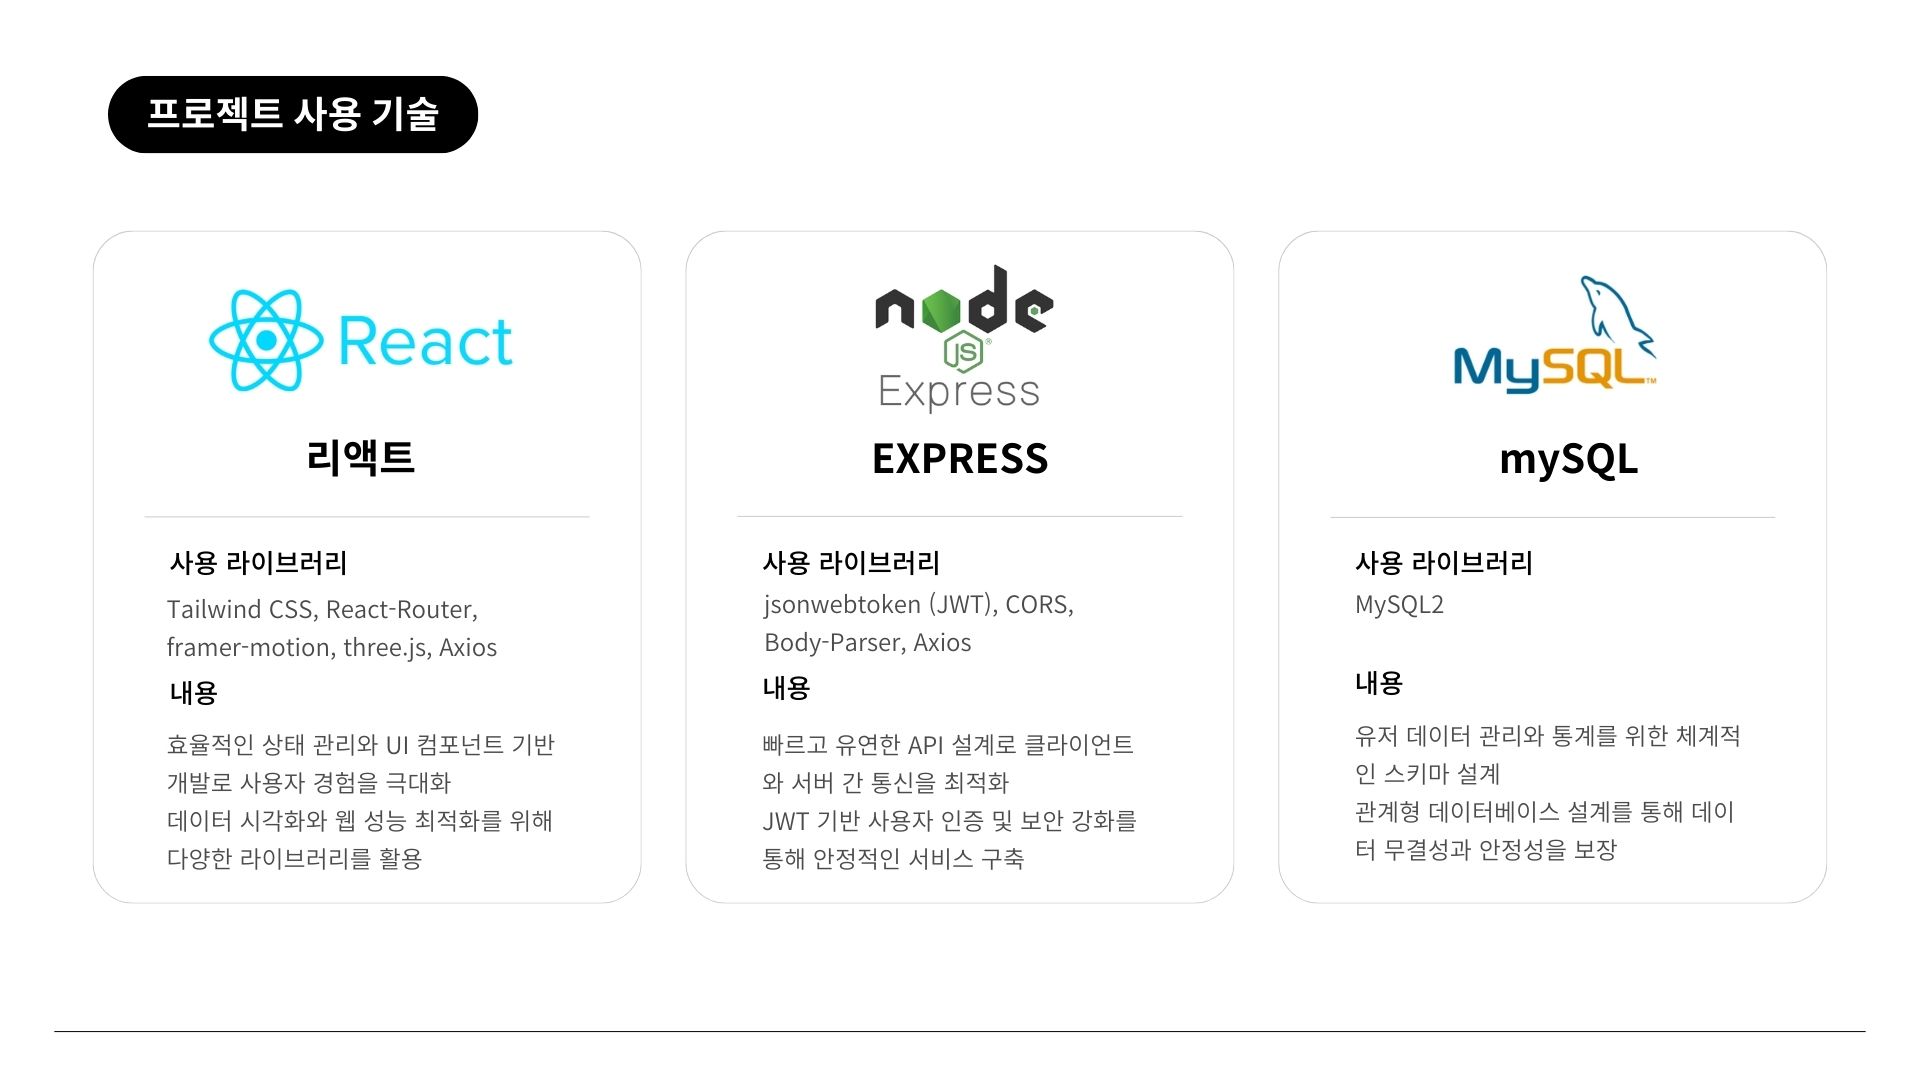 프로젝트 사용 기술
React
리액트
사용 라이브러리
Tailwind CSS, React-Router,
framer-motion, three.js, Axios
내용
효율적인 상태 관리와 UI 컴포넌트 기반
개발로 사용자 경험을 극대화
데이터 시각화와 웹 성능 최적화를 위해
다양한 라이브러리를 활용
node
JS®
Express
EXPRESS
사용 라이브러리
jsonwebtoken (JWT), CORS,
Body-Parser, Axios
내용
빠르고 유연한 API 설계로 클라이언트
와 서버 간 통신을 최적화
JWT 기반 사용자 인증 및 보안 강화를
통해 안정적인 서비스 구축
MySQL™
mySQL
사용 라이브러리
MySQL2
내용
유저 데이터 관리와 통계를 위한 체계적
인 스키마 설계
관계형 데이터베이스 설계를 통해 데이
터 무결성과 안정성을 보장